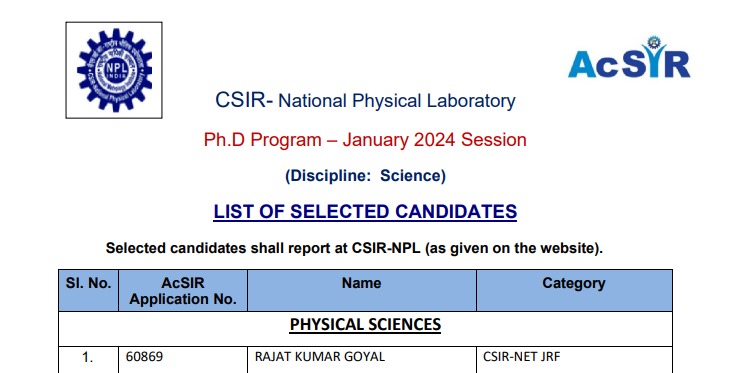 NPL
INDIA
AcSIR
CSIR- National Physical Laboratory
Ph.D Program – January 2024 Session
(Discipline: Science)
LIST OF SELECTED CANDIDATES
Selected candidates shall report at CSIR-NPL (as given on the website).
Sl. No. AcSIR Application No. Name Category
PHYSICAL SCIENCES
1. 60869 RAJAT KUMAR GOYAL CSIR-NET JRF